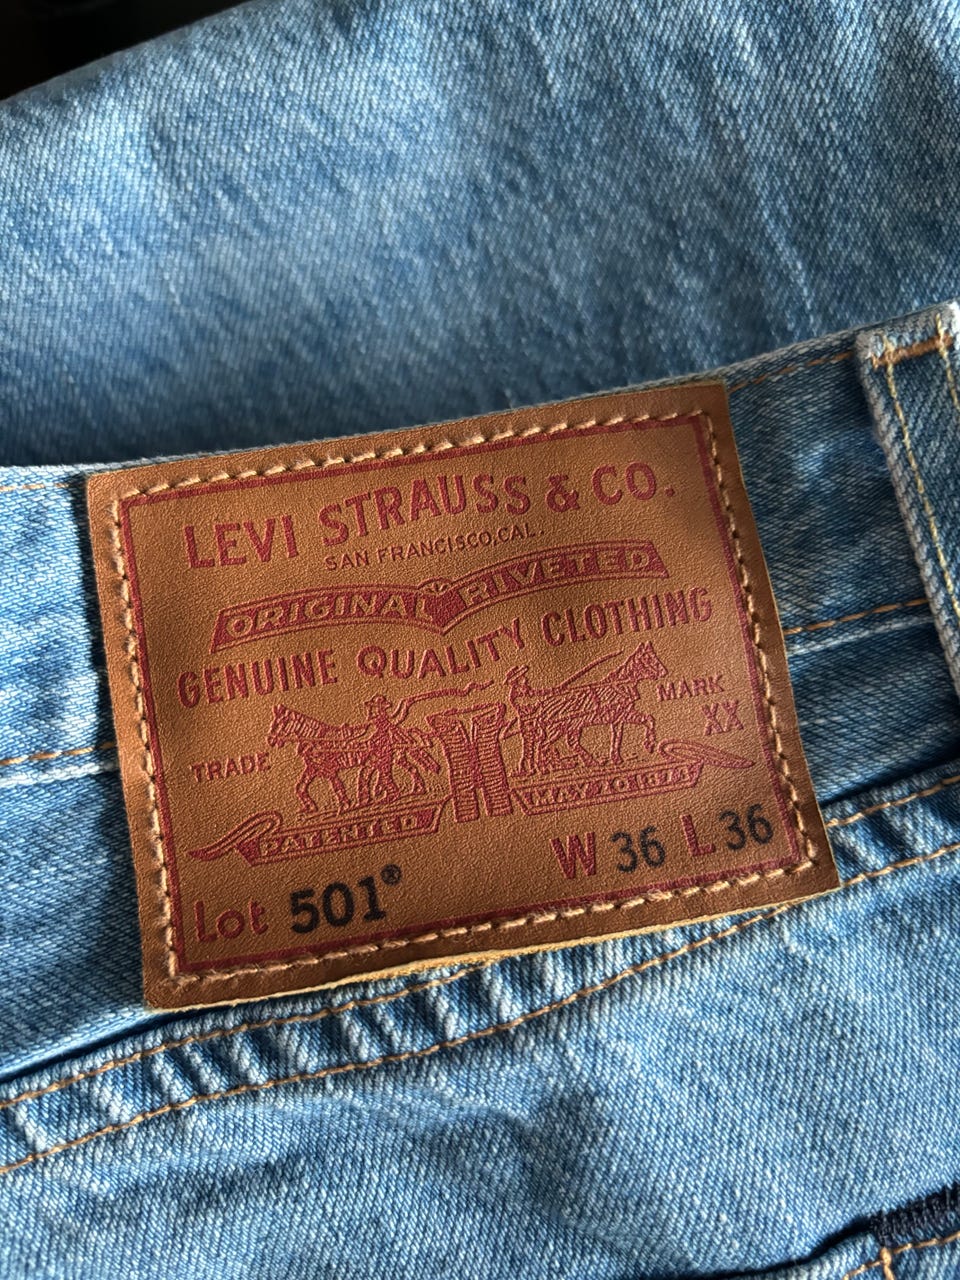 LEVI STRAUSS & CO.
SAN FRANCISCO, CAL.
ORIGINAL RIVETED
GENUINE QUALITY CLOTHING
TRADE MARK
XX
PATENTED MAY 20 1873
W 36 L 36
Lot 501®